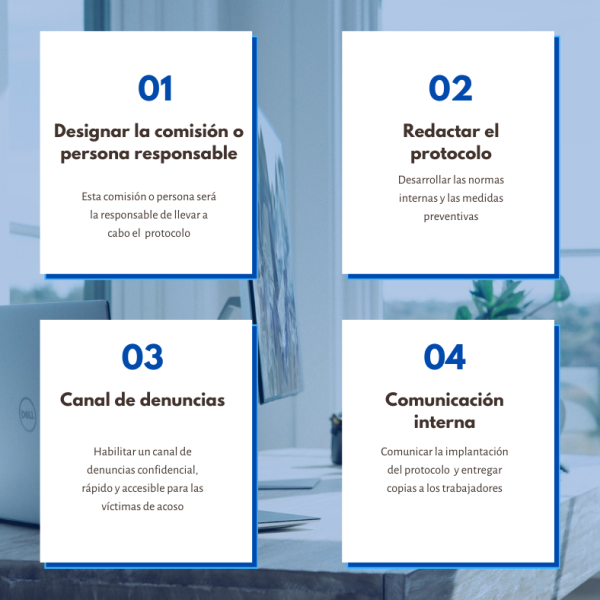 01
Designar la comisión o
persona responsable
Esta comisión o persona será
la responsable de llevar a
cabo el protocolo
02
Redactar el
protocolo
Desarrollar las normas
internas y las medidas
preventivas
03
Canal de denuncias
Habilitar un canal de
denuncias confidencial,
rápido y accesible para las
víctimas de acoso
04
Comunicación
interna
Comunicar la implantación
del protocolo y entregar
copias a los trabajadores
DELL